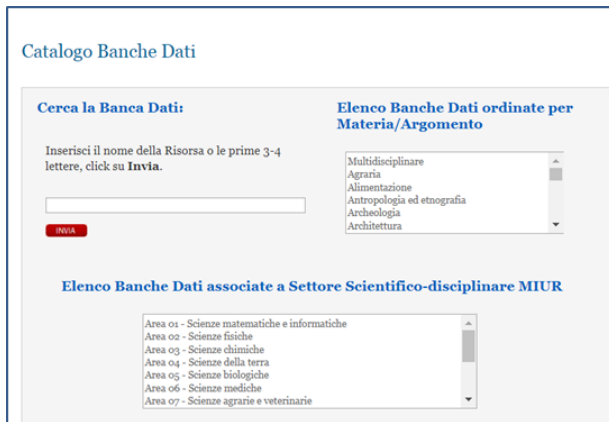 Catalogo Banche Dati
Cerca la Banca Dati:
Inserisci il nome della Risorsa o le prime 3-4
lettere, click su Invia.
INVIA
Elenco Banche Dati ordinate per
Materia/Argomento
Multidisciplinare
Agraria
Alimentazione
Antropologia ed etnografia
Archeologia
Architettura
Elenco Banche Dati associate a Settore Scientifico-disciplinare MIUR
Area 01 - Scienze matematiche e informatiche
Area 02 - Scienze fisiche
Area 03 - Scienze chimiche
Area 04 - Scienze della terra
Area 05 - Scienze biologiche
Area 06 - Scienze mediche
Area 07 - Scienze agrarie e veterinarie